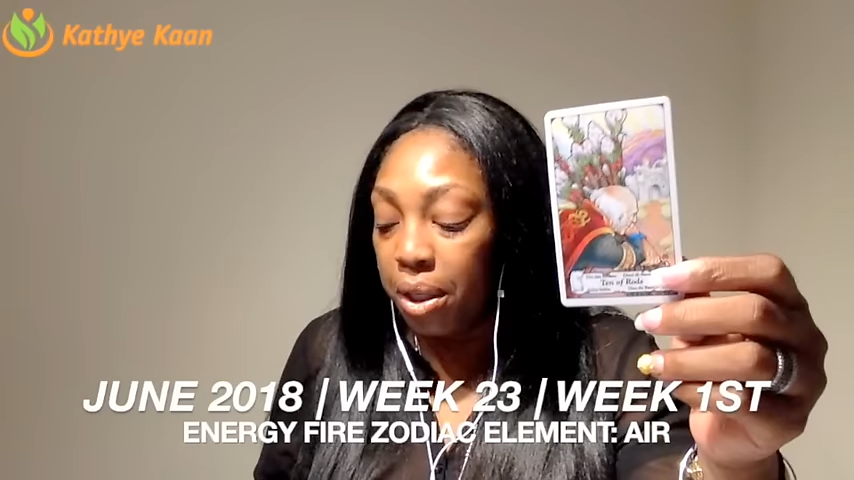 Kathye Kaan
Ten of Rods
JUNE 2018 | WEEK 23 | WEEK 1ST
ENERGY FIRE ZODIAC ELEMENT: AIR